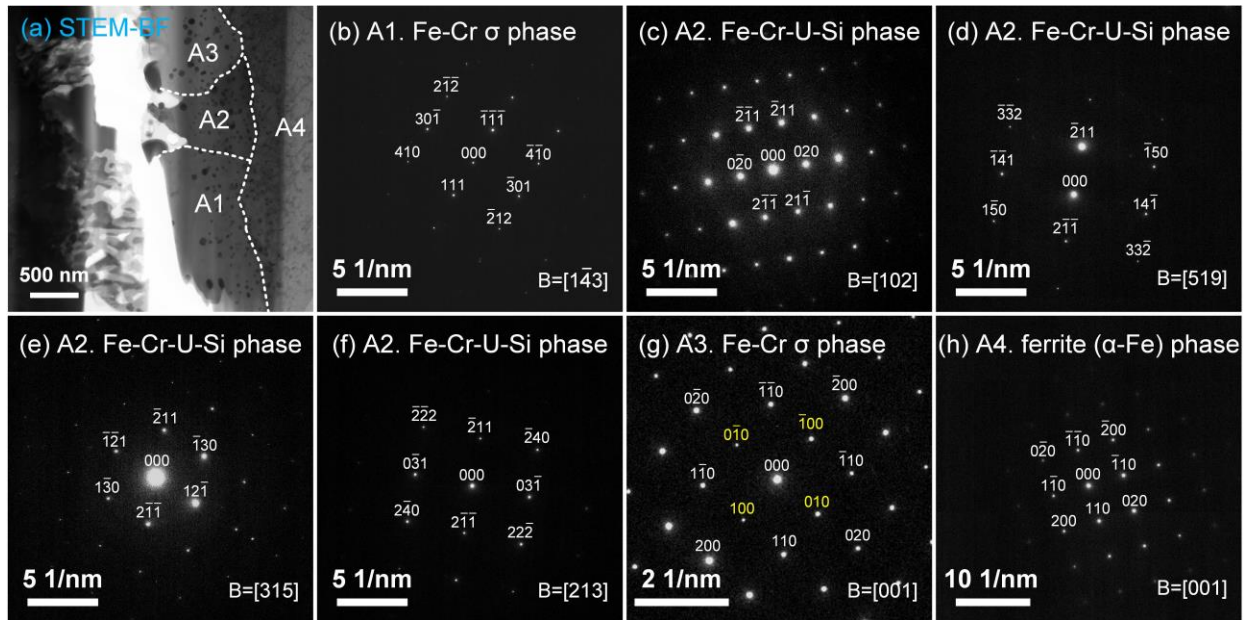 (a) STEM-BF
A3
A2
A4
A1
500 nm
(b) A1. Fe-Cr σ phase
21̄2̄
301̄
1̄1̄1̄
410
000
4̄1̄0
111
3̄01
2̄12
5 1/nm
B=[14̄3]
(c) A2. Fe-Cr-U-Si phase
2̄1̄1
2̄11
02̄0
000
020
21̄1̄
211̄
5 1/nm
B=[102]
(d) A2. Fe-Cr-U-Si phase
3̄3̄2
2̄11
1̄4̄1
1̄50
000
15̄0
141̄
21̄1̄
332̄
5 1/nm
B=[519]
(e) A2. Fe-Cr-U-Si phase
2̄11
1̄2̄1
1̄30
000
13̄0
121̄
21̄1̄
5 1/nm
B=[315]
(f) A2. Fe-Cr-U-Si phase
2̄2̄2
2̄11
2̄40
03̄1
000
031̄
24̄0
21̄1̄
222̄
5 1/nm
B=[213]
(g) A3. Fe-Cr σ phase
02̄0
1̄1̄0
2̄00
01̄0
1̄00
000
11̄0
1̄10
100
010
200
110
020
2 1/nm
B=[001]
(h) A4. ferrite (α-Fe) phase
2̄00
1̄1̄0
02̄0
000
1̄10
11̄0
020
200
110
10 1/nm
B=[001]